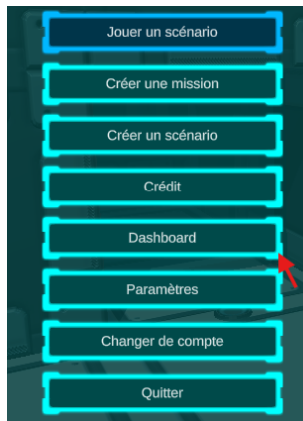 Jouer un scénario
Créer une mission
Créer un scénario
Crédit
Dashboard
Paramètres
Changer de compte
Quitter